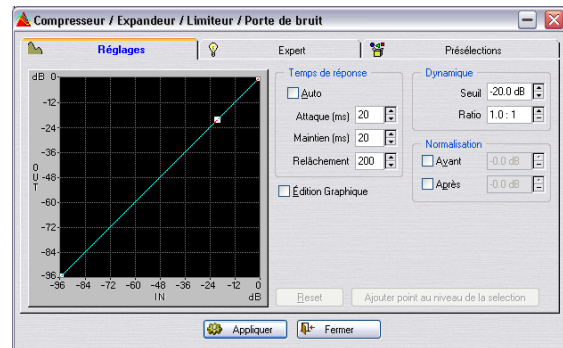 Compresseur / Expandeur / Limiteur / Porte de bruit
Réglages
Expert
Présélections
dB 0
-12
-24
-36
-48
-60
-72
-84
-96
OUT
-96 -84 -72 -60 -48 -36 -24 -12 0
IN dB
Temps de réponse
Auto
Attaque (ms) 20
Maintien (ms) 20
Relâchement 200
Édition Graphique
Dynamique
Seuil -20.0 dB
Ratio 1.0 : 1
Normalisation
Avant -0.0 dB
Après -0.0 dB
Reset
Ajouter point au niveau de la selection
Appliquer
Fermer